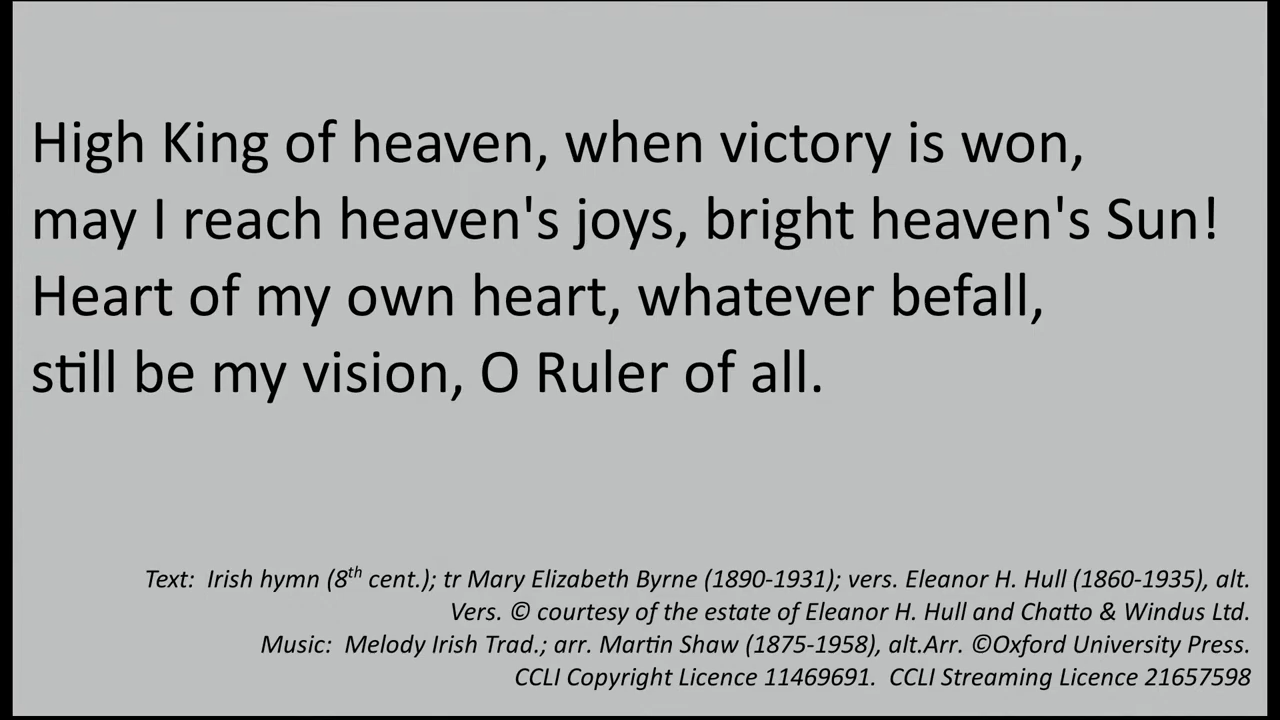 High King of heaven, when victory is won,
may I reach heaven's joys, bright heaven's Sun!
Heart of my own heart, whatever befall,
still be my vision, O Ruler of all.
Text:  Irish hymn (8th cent.); tr Mary Elizabeth Byrne (1890-1931); vers. Eleanor H. Hull (1860-1935), alt.
Vers. © courtesy of the estate of Eleanor H. Hull and Chatto & Windus Ltd.
Music:  Melody Irish Trad.; arr. Martin Shaw (1875-1958), alt.Arr. ©Oxford University Press.
CCLI Copyright Licence 11469691.  CCLI Streaming Licence 21657598